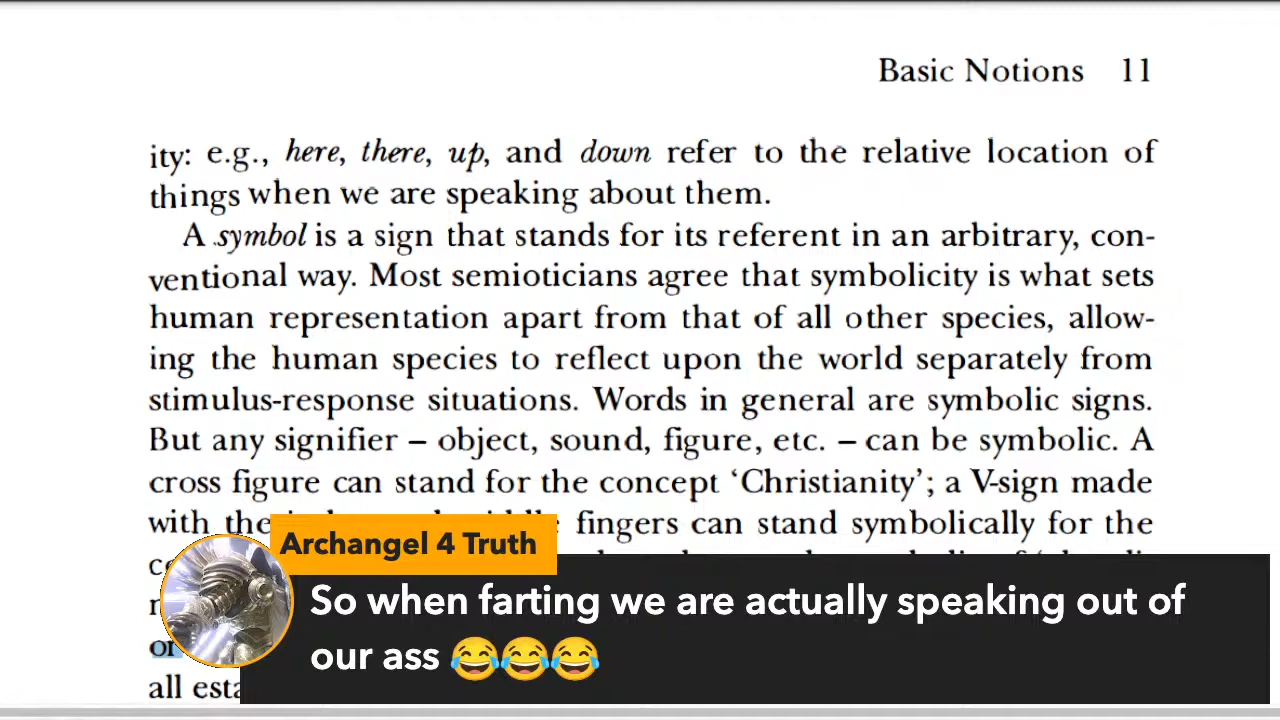 Basic Notions 11
ity: e.g., here, there, up, and down refer to the relative location of
things when we are speaking about them.
A symbol is a sign that stands for its referent in an arbitrary, con-
ventional way. Most semioticians agree that symbolicity is what sets
human representation apart from that of all other species, allow-
ing the human species to reflect upon the world separately from
stimulus-response situations. Words in general are symbolic signs.
But any signifier – object, sound, figure, etc. – can be symbolic. A
cross figure can stand for the concept ‘Christianity’; a V-sign made
with the fingers can stand symbolically for the
Archangel 4 Truth
So when farting we are actually speaking out of
our ass 😂😂😂
or
all